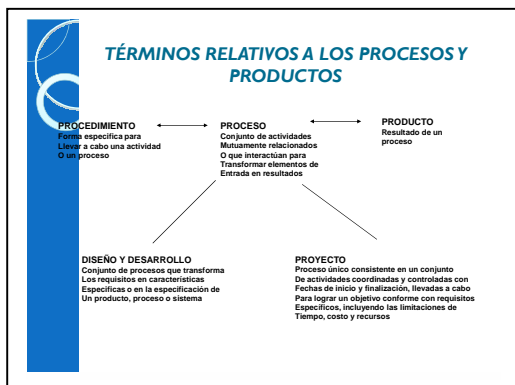 TÉRMINOS RELATIVOS A LOS PROCESOS Y
PRODUCTOS
PROCEDIMIENTO
Forma especifica para
Llevar a cabo una actividad
O un proceso
PROCESO
Conjunto de actividades
Mutuamente relacionados
O que interactúan para
Transformar elementos de
Entrada en resultados
PRODUCTO
Resultado de un
proceso
DISEÑO Y DESARROLLO
Conjunto de procesos que transforma
Los requisitos en características
Especificas o en la especificación de
Un producto, proceso o sistema
PROYECTO
Proceso único consistente en un conjunto
De actividades coordinadas y controladas con
Fechas de inicio y finalización, llevadas a cabo
Para lograr un objetivo conforme con requisitos
Específicos, incluyendo las limitaciones de
Tiempo, costo y recursos